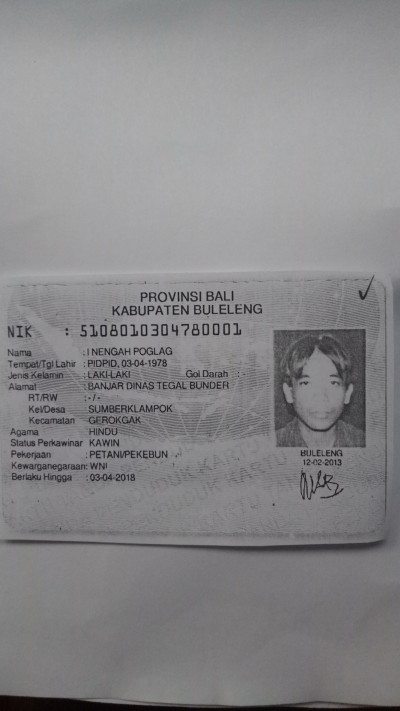 PROVINSI BALI
KABUPATEN BULELENG
NIK : 5108010304780001
Nama : I NENGAH POGLAG
Tempat/Tgl Lahir : PIDPID, 03-04-1978
Jenis Kelamin : LAKI-LAKI Gol Darah : -
Alamat : BANJAR DINAS TEGAL BUNDER
RT/RW : -/-
Kel/Desa : SUMBERKLAMPOK
Kecamatan : GEROKGAK
Agama : HINDU
Status Perkawinan : KAWIN
Pekerjaan : PETANI/PEKEBUN
Kewarganegaraan: WNI
Berlaku Hingga : 03-04-2018
BULELENG
12-02-2013